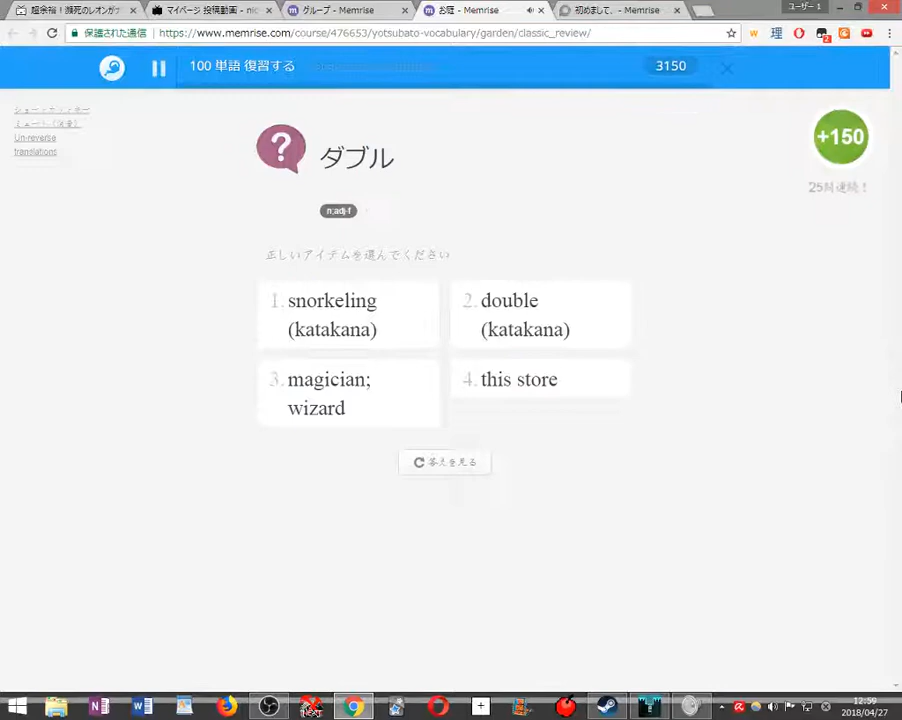 超余裕！瀕死のレオンがナ
マイページ 投稿動画 - nic
グループ - Memrise
お庭 - Memrise
初めまして、 - Memrise
ユーザー 1
保護された通信
https://www.memrise.com/course/476653/yotsubato-vocabulary/garden/classic_review/
100 単語 復習する
3150
Un-reverse
translations
+150
25問連続！
ダブル
n;adj-f
正しいアイテムを選んでください
1. snorkeling
(katakana)
2. double
(katakana)
3. magician;
wizard
4. this store
答えを見る
12:59
2018/04/27